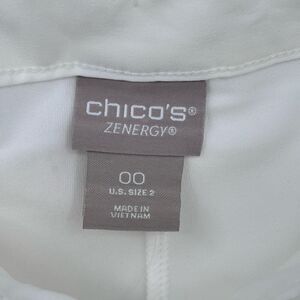 chico's®
ZENERGY®
00
U.S. SIZE 2
MADE IN
VIETNAM